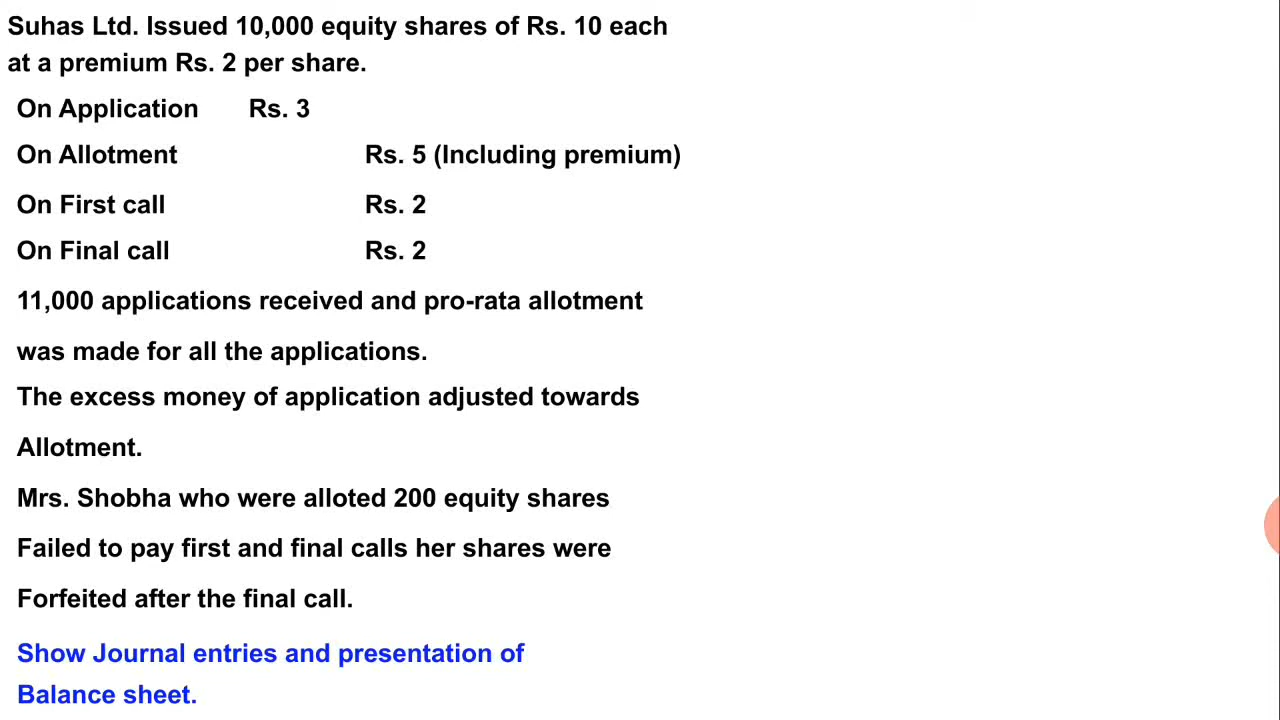 Suhas Ltd. Issued 10,000 equity shares of Rs. 10 each
at a premium Rs. 2 per share.
On Application Rs. 3
On Allotment Rs. 5 (Including premium)
On First call Rs. 2
On Final call Rs. 2
11,000 applications received and pro-rata allotment
was made for all the applications.
The excess money of application adjusted towards
Allotment.
Mrs. Shobha who were alloted 200 equity shares
Failed to pay first and final calls her shares were
Forfeited after the final call.
Show Journal entries and presentation of
Balance sheet.